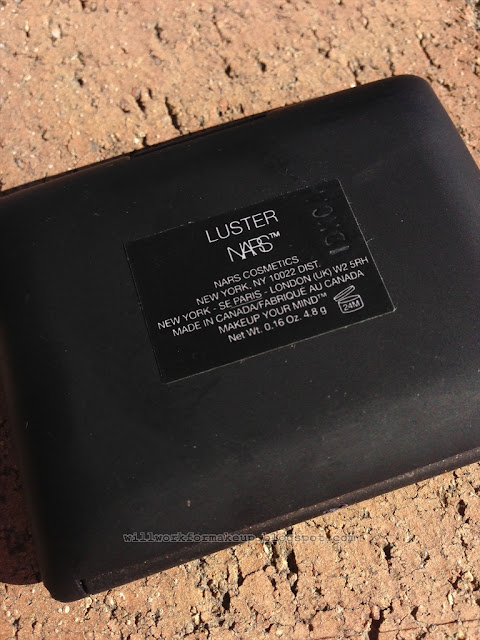 LUSTER
NARS™
NARS COSMETICS
NEW YORK, NY 10022 DIST.
NEW YORK - SE PARIS - LONDON (UK) W2 5RH
MADE IN CANADA/FABRIQUÉ AU CANADA
MAKEUP YOUR MIND™
Net Wt. 0.16 Oz. 4.8 g
24M
willworkformakeup.blogspot.com